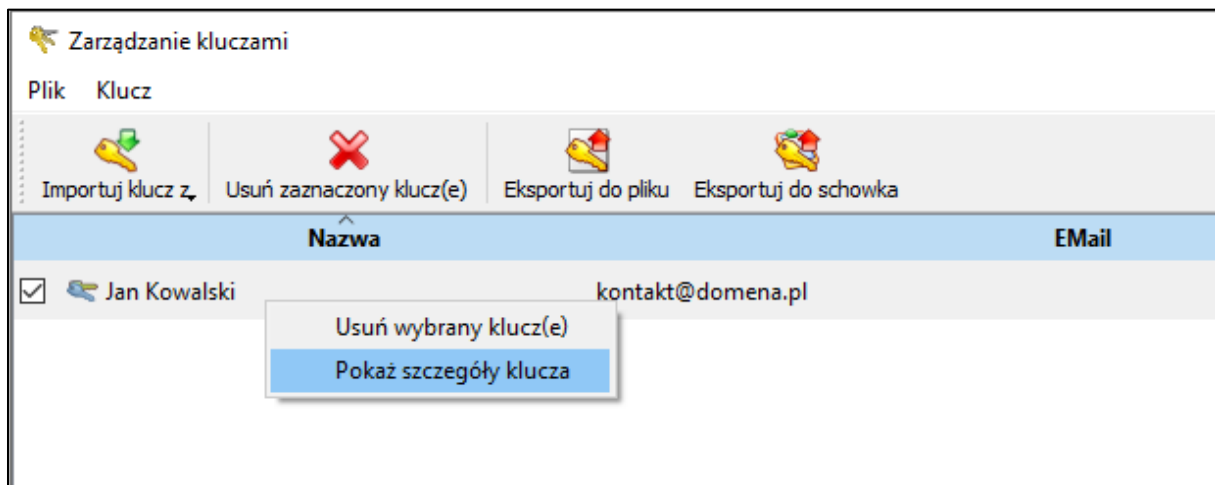 Zarządzanie kluczami
Plik Klucz
Importuj klucz z Usuń zaznaczony klucz(e) Eksportuj do pliku Eksportuj do schowka
Nazwa EMail
Jan Kowalski kontakt@domena.pl
Usuń wybrany klucz(e)
Pokaż szczegóły klucza